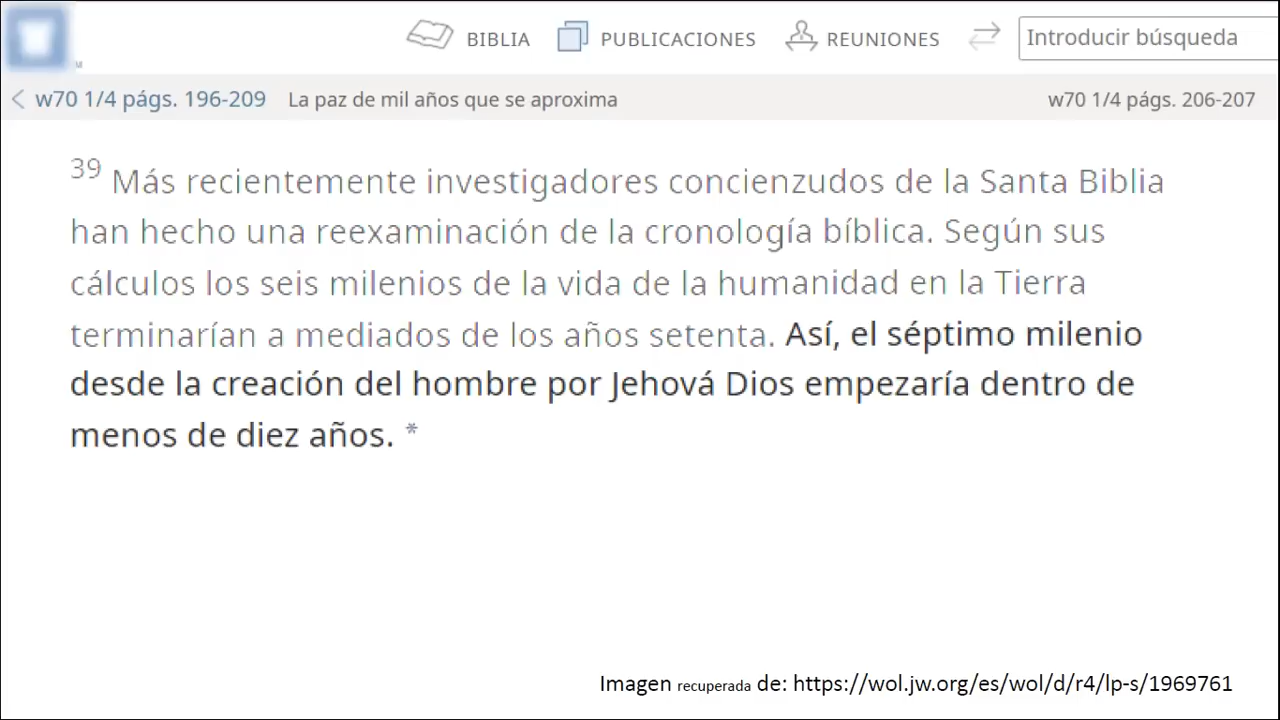 BIBLIA PUBLICACIONES REUNIONES Introducir búsqueda
w70 1/4 págs. 196-209 La paz de mil años que se aproxima w70 1/4 págs. 206-207
39 Más recientemente investigadores concienzudos de la Santa Biblia
han hecho una reexaminación de la cronología bíblica. Según sus
cálculos los seis milenios de la vida de la humanidad en la Tierra
terminarían a mediados de los años setenta. Así, el séptimo milenio
desde la creación del hombre por Jehová Dios empezaría dentro de
menos de diez años. *
Imagen recuperada de: https://wol.jw.org/es/wol/d/r4/lp-s/1969761